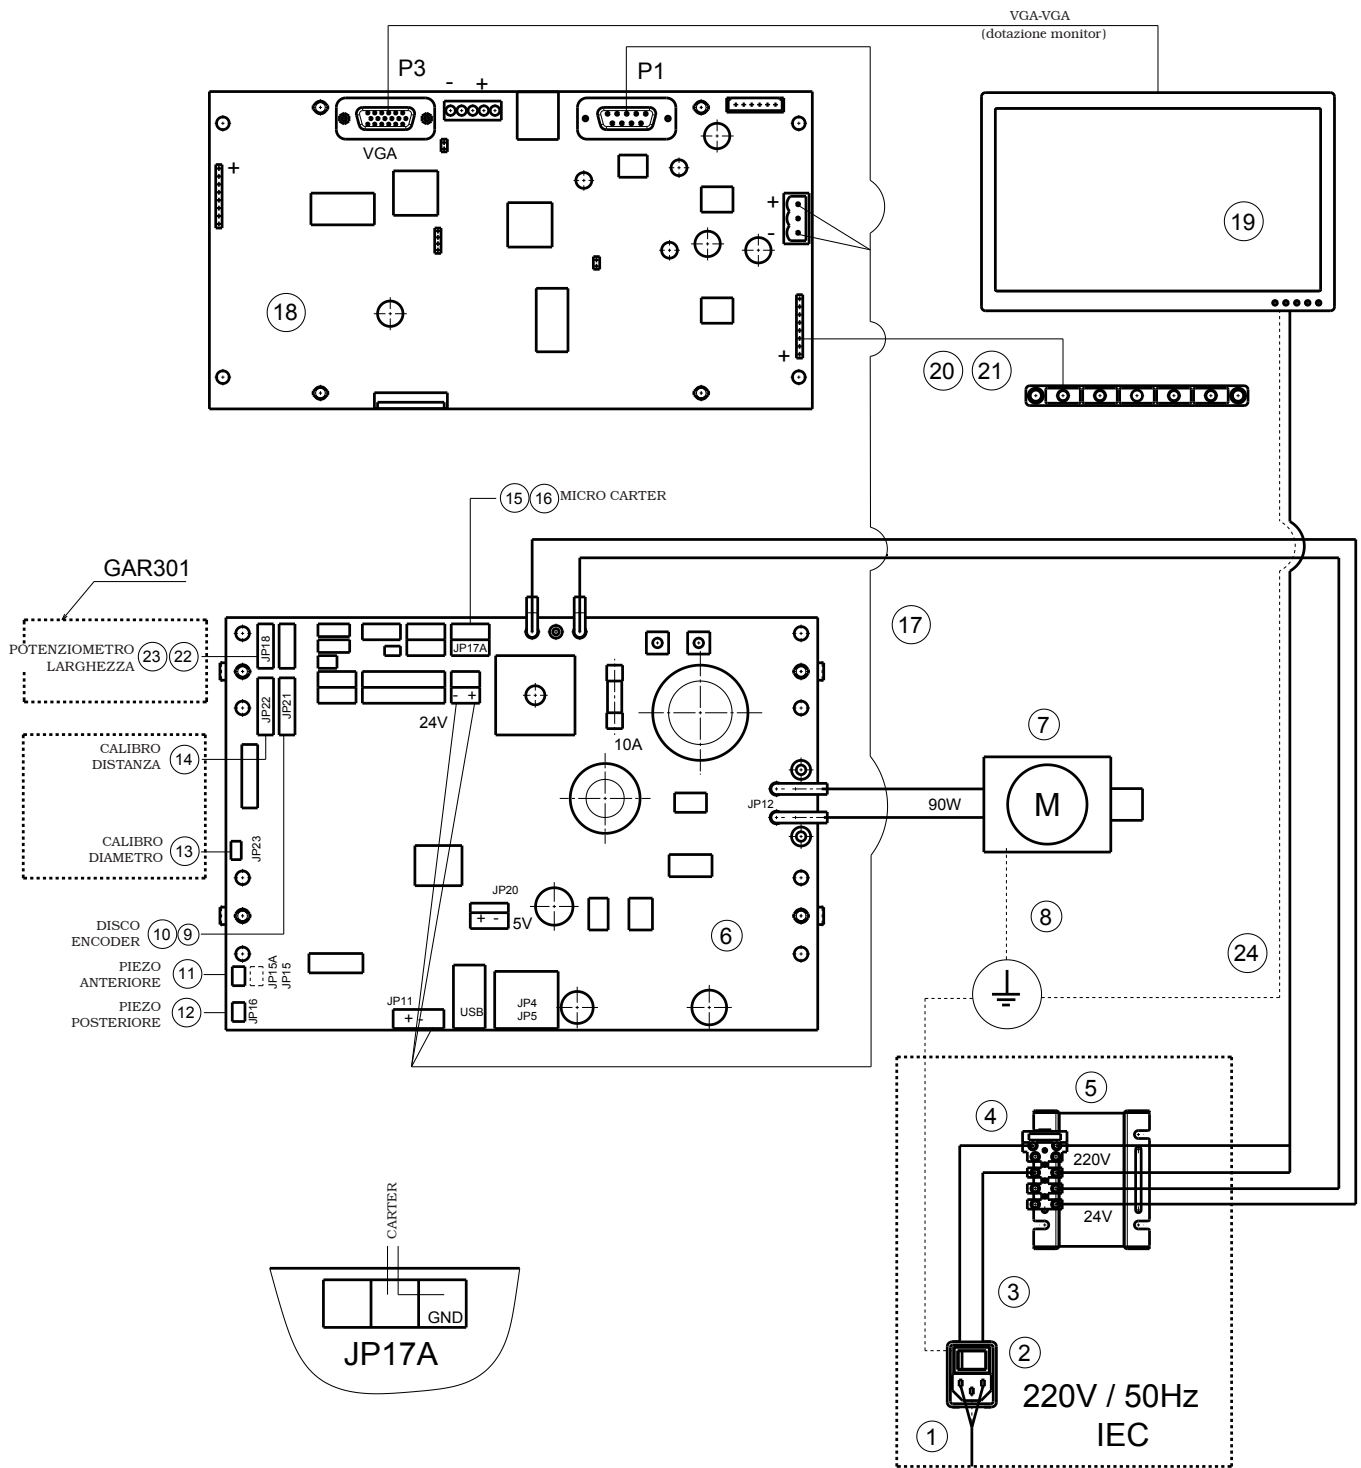 VGA-VGA
(dotazione monitor)
P3
- +
P1
VGA
+
+
-
19
18
+
20 21
15 16 MICRO CARTER
GAR301
17
POTENZIOMETRO 23 22
LARGHEZZA
JP18
JP17A
JP22
JP21
- +
24V
10A
7
CALIBRO
DISTANZA 14
JP12
90W
M
CALIBRO
DIAMETRO 13
JP23
JP20
+ -
5V
8
DISCO
ENCODER 10 9
6
24
PIEZO
ANTERIORE 11
JP15A
JP15
PIEZO
POSTERIORE 12
JP16
JP11
+ -
USB
JP4
JP5
5
4
220V
24V
CARTER
3
GND
JP17A
2
220V / 50Hz
IEC
1